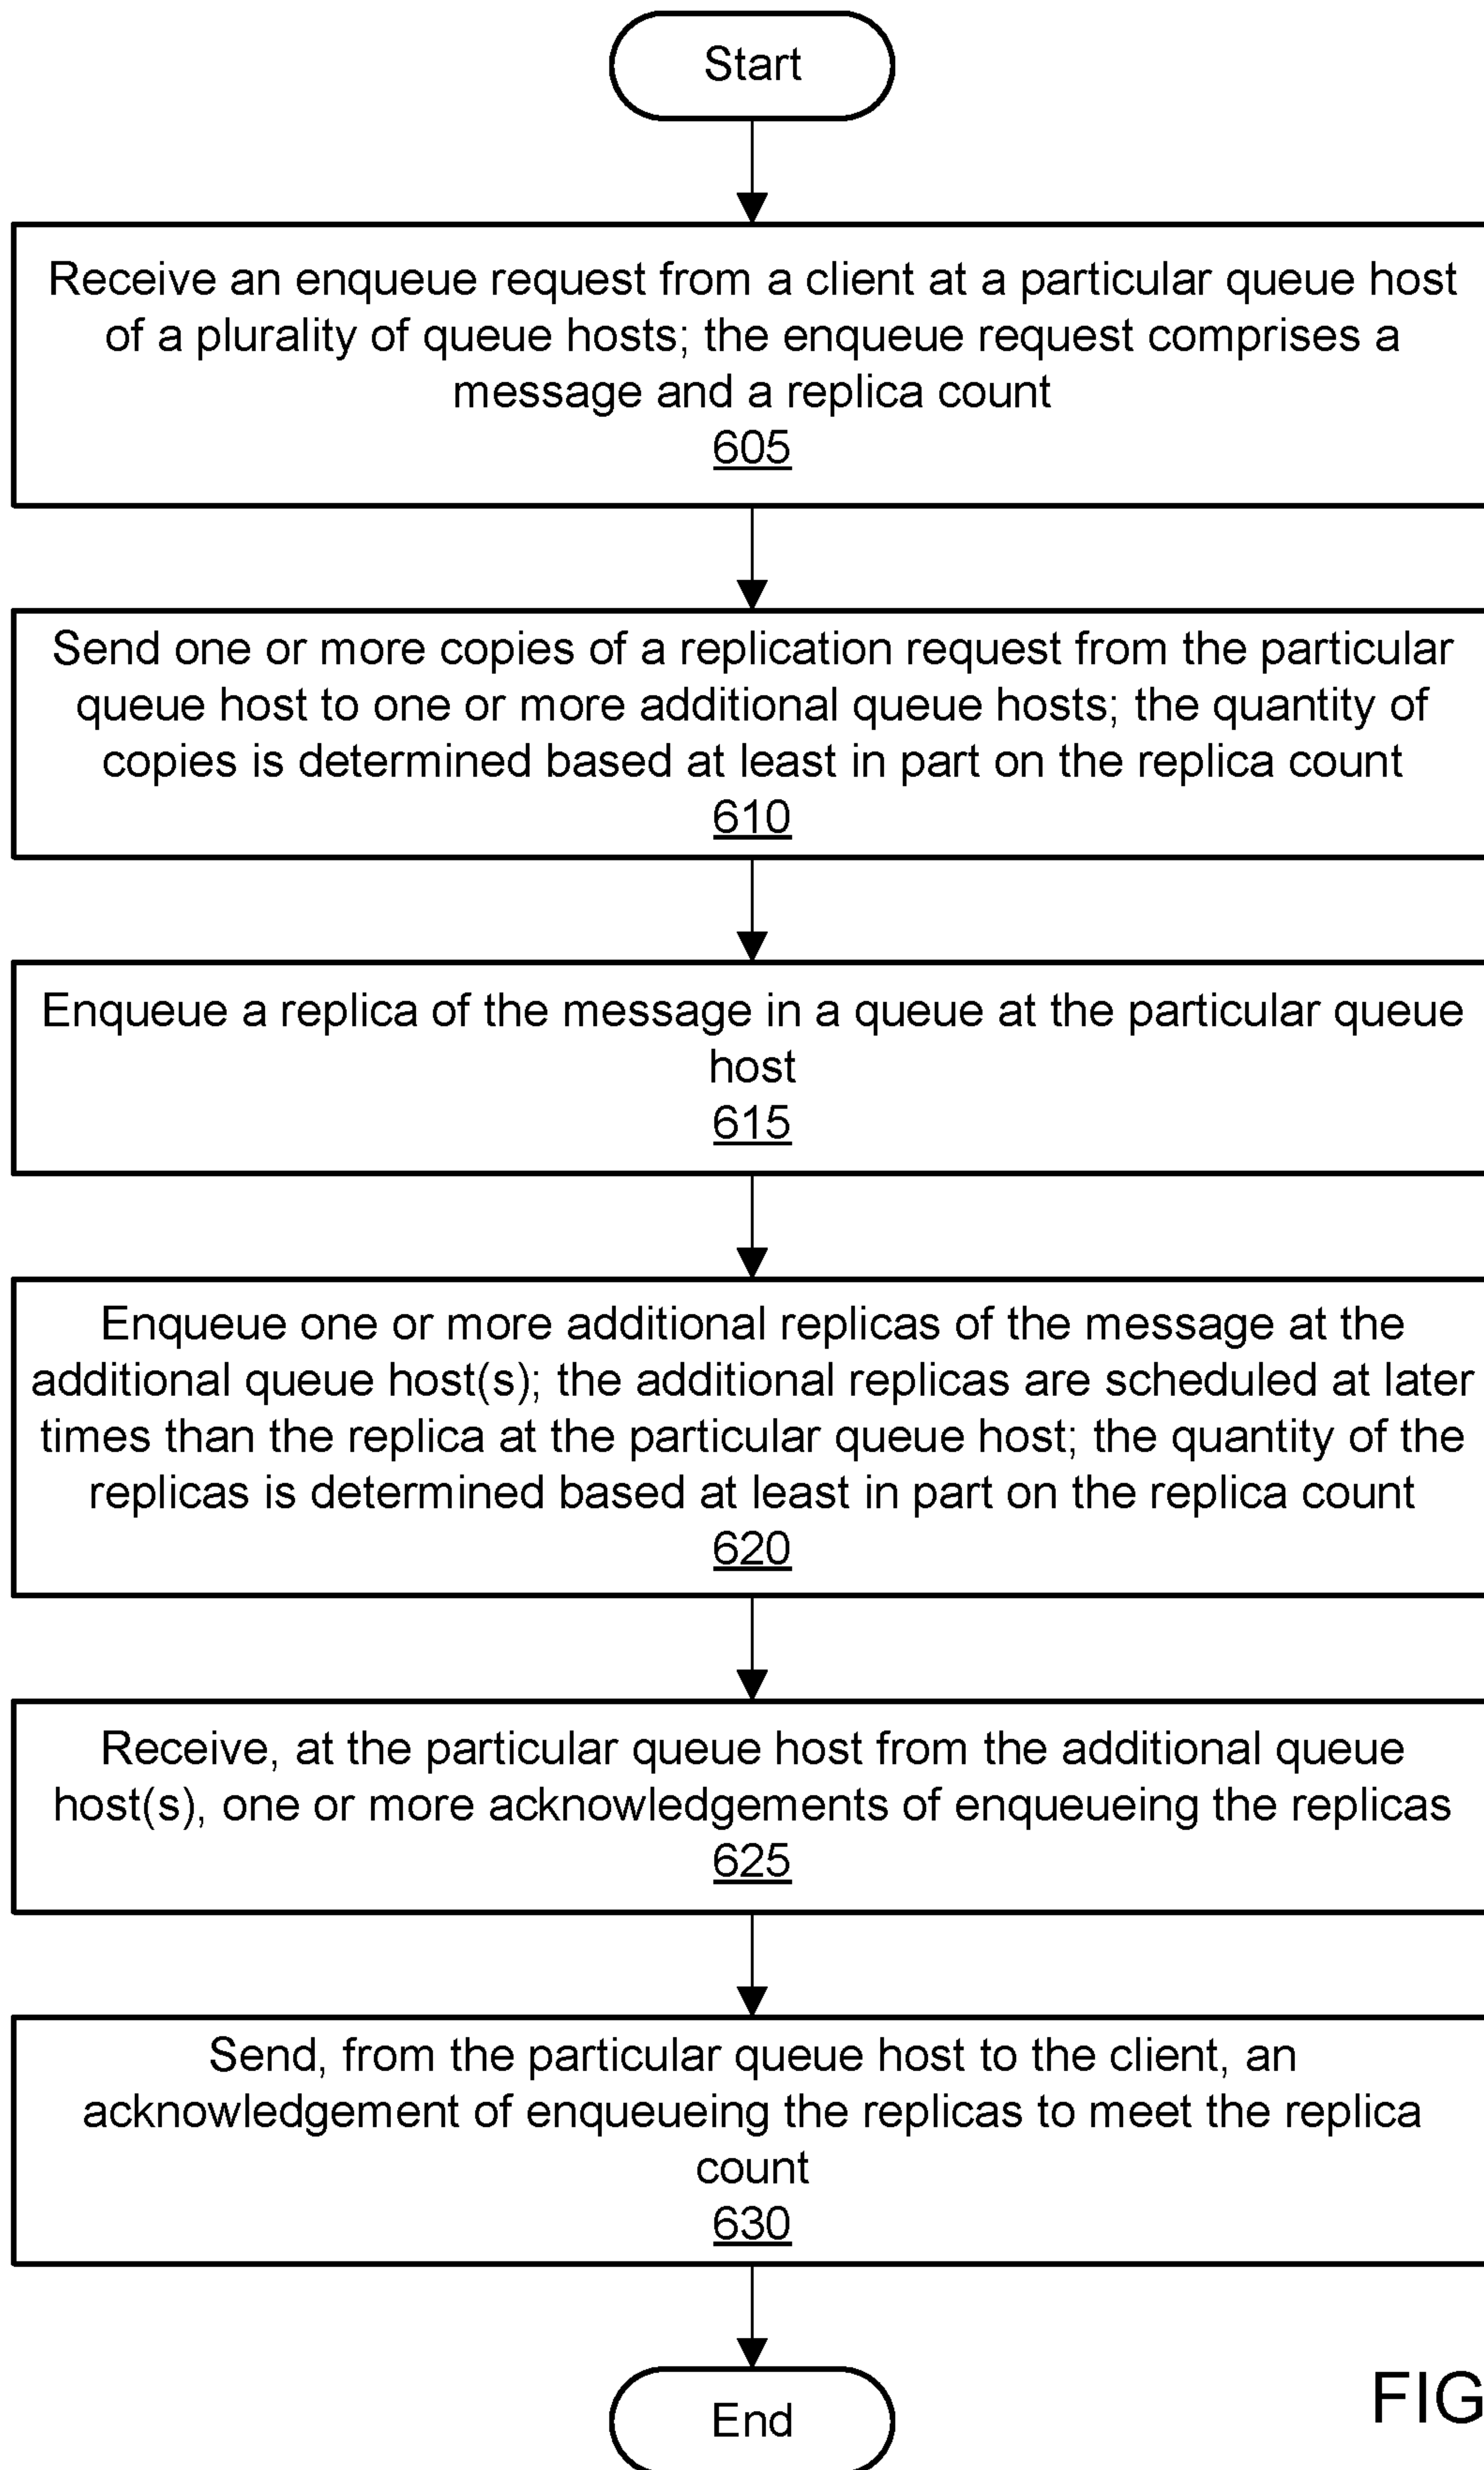 Start
Receive an enqueue request from a client at a particular queue host
of a plurality of queue hosts; the enqueue request comprises a
message and a replica count
605
Send one or more copies of a replication request from the particular
queue host to one or more additional queue hosts; the quantity of
copies is determined based at least in part on the replica count
610
Enqueue a replica of the message in a queue at the particular queue
host
615
Enqueue one or more additional replicas of the message at the
additional queue host(s); the additional replicas are scheduled at later
times than the replica at the particular queue host; the quantity of the
replicas is determined based at least in part on the replica count
620
Receive, at the particular queue host from the additional queue
host(s), one or more acknowledgements of enqueueing the replicas
625
Send, from the particular queue host to the client, an
acknowledgement of enqueueing the replicas to meet the replica
count
630
End
FIG